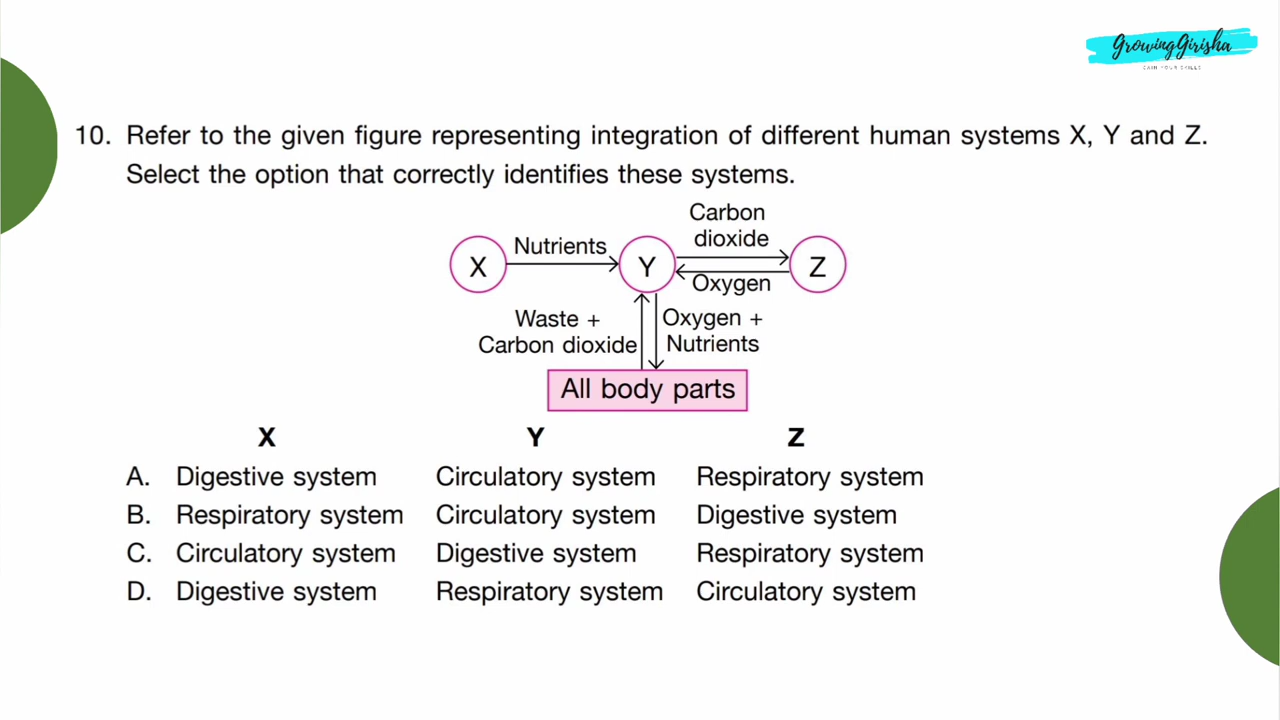 GrowingGirisha
GAIN YOUR SKILLS
10. Refer to the given figure representing integration of different human systems X, Y and Z.
Select the option that correctly identifies these systems.
Carbon
dioxide
X Nutrients Y Z
Oxygen
Waste + Oxygen +
Carbon dioxide Nutrients
All body parts
X Y Z
A. Digestive system Circulatory system Respiratory system
B. Respiratory system Circulatory system Digestive system
C. Circulatory system Digestive system Respiratory system
D. Digestive system Respiratory system Circulatory system